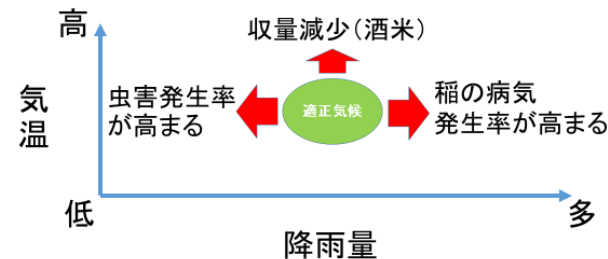 高
収量減少（酒米）
気温
虫害発生率
が高まる
適正気候
稲の病気
発生率が高まる
低
多
降雨量